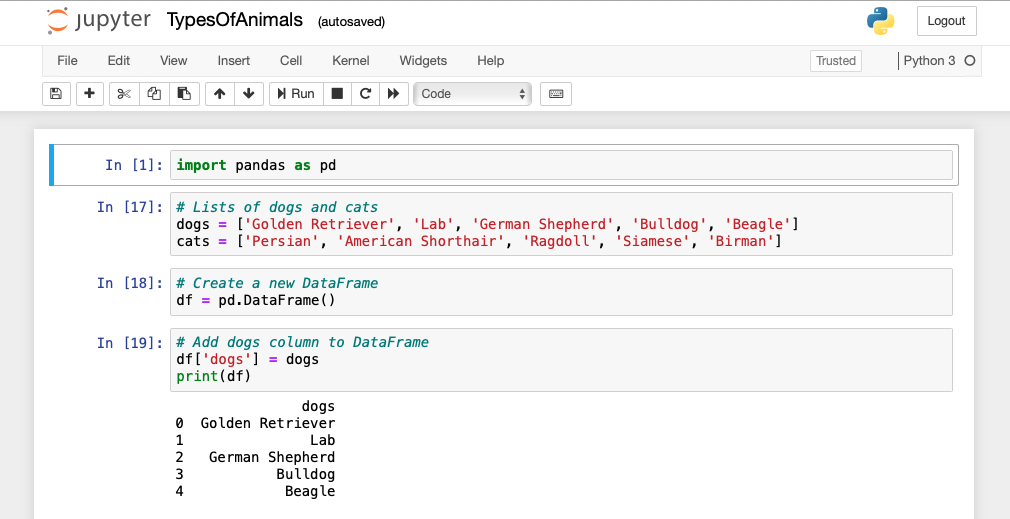 jupyter TypesOfAnimals (autosaved) Logout
File Edit View Insert Cell Kernel Widgets Help Trusted Python 3
Run Code
In [1]: import pandas as pd
In [17]: # Lists of dogs and cats
dogs = ['Golden Retriever', 'Lab', 'German Shepherd', 'Bulldog', 'Beagle']
cats = ['Persian', 'American Shorthair', 'Ragdoll', 'Siamese', 'Birman']
In [18]: # Create a new DataFrame
df = pd.DataFrame()
In [19]: # Add dogs column to DataFrame
df['dogs'] = dogs
print(df)
dogs
0 Golden Retriever
1 Lab
2 German Shepherd
3 Bulldog
4 Beagle